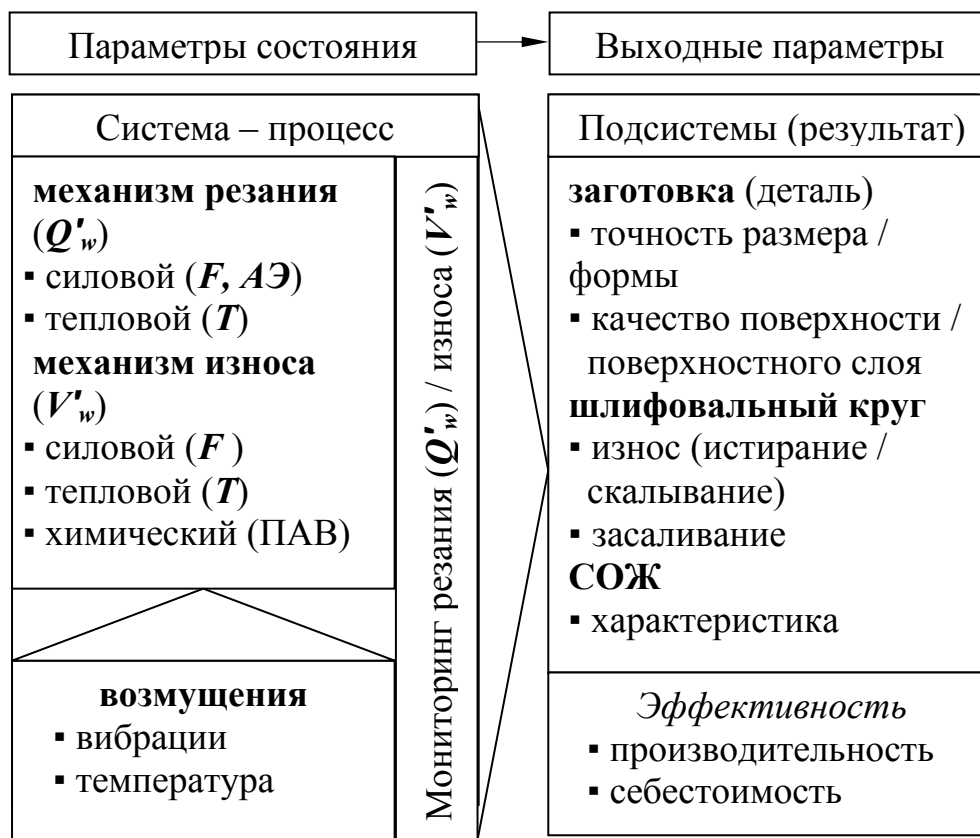 Параметры состояния
Выходные параметры
Система – процесс
механизм резания
(Q'w)
▪ силовой (F, АЭ)
▪ тепловой (T)
механизм износа
(V'w)
▪ силовой (F )
▪ тепловой (T)
▪ химический (ПАВ)
возмущения
▪ вибрации
▪ температура
Мониторинг резания (Q'w) / износа (V'w)
Подсистемы (результат)
заготовка (деталь)
▪ точность размера /
формы
▪ качество поверхности /
поверхностного слоя
шлифовальный круг
▪ износ (истирание /
скалывание)
▪ засаливание
СОЖ
▪ характеристика
Эффективность
▪ производительность
▪ себестоимость